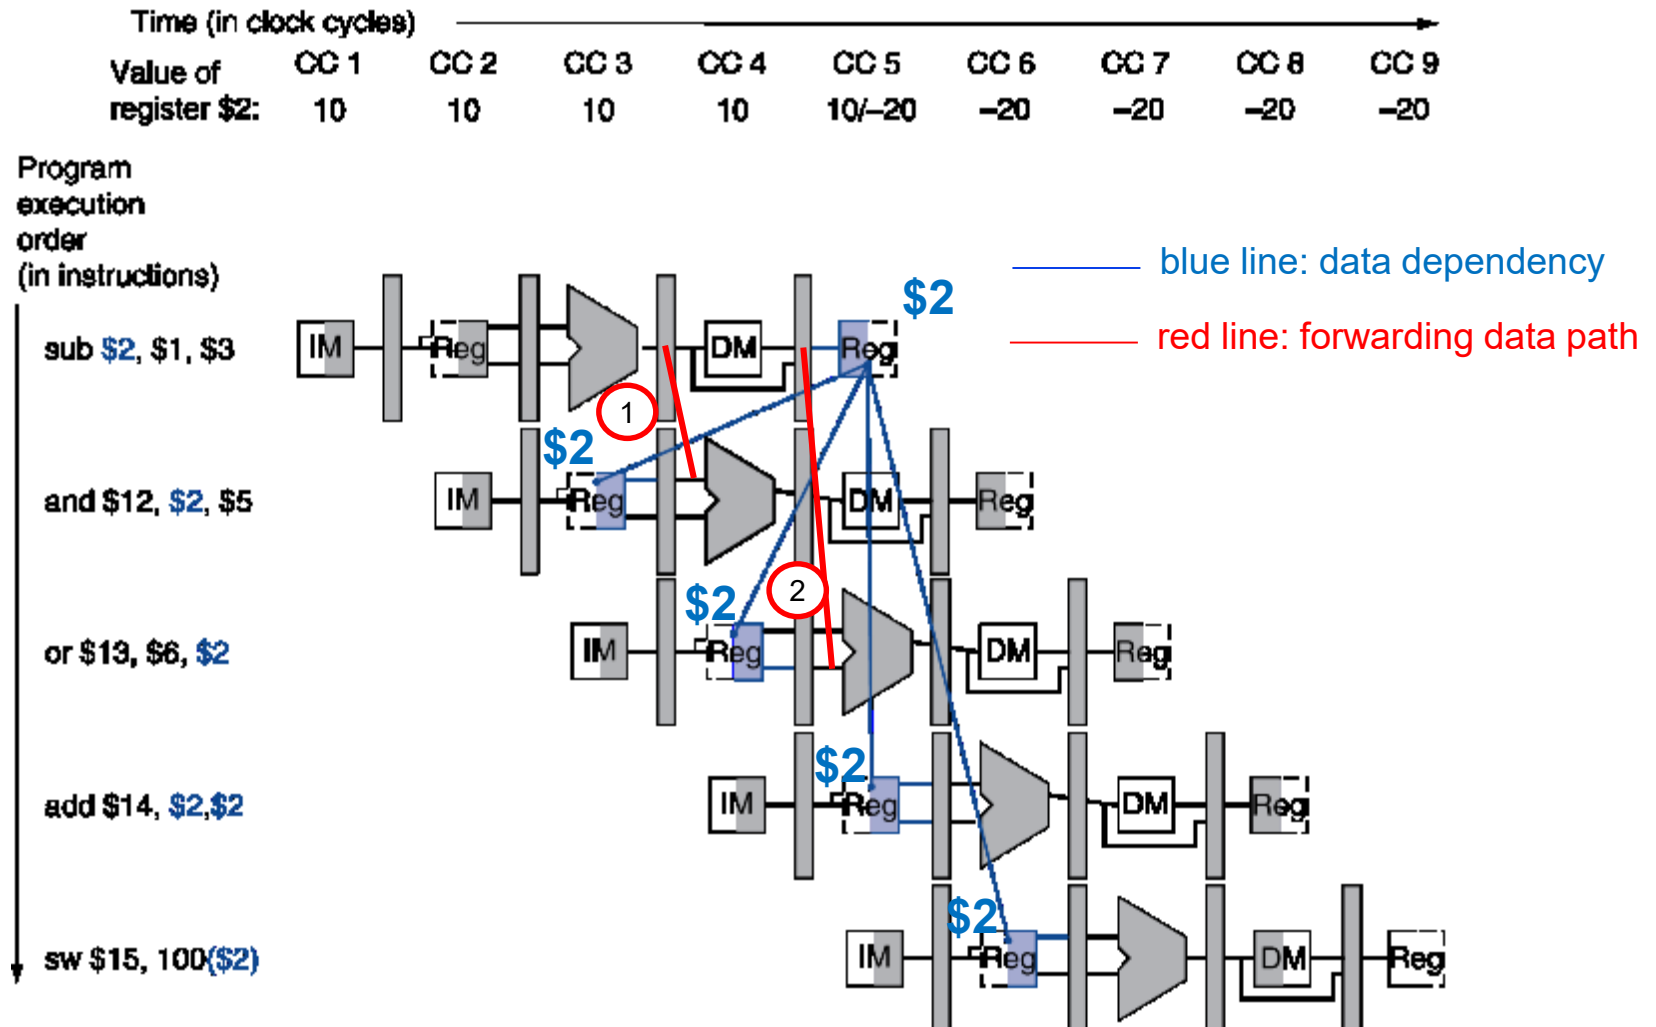 Time (in clock cycles)
Value of
register $2:
CC 1 CC 2 CC 3 CC 4 CC 5 CC 6 CC 7 CC 8 CC 9
10 10 10 10 10/–20 –20 –20 –20 –20
Program
execution
order
(in instructions)
blue line: data dependency
red line: forwarding data path
sub $2, $1, $3
IM Reg DM Reg
$2
1
and $12, $2, $5
$2
IM Reg DM Reg
2
or $13, $6, $2
$2
IM Reg DM Reg
add $14, $2,$2
$2
IM Reg DM Reg
sw $15, 100($2)
$2
IM Reg DM Reg